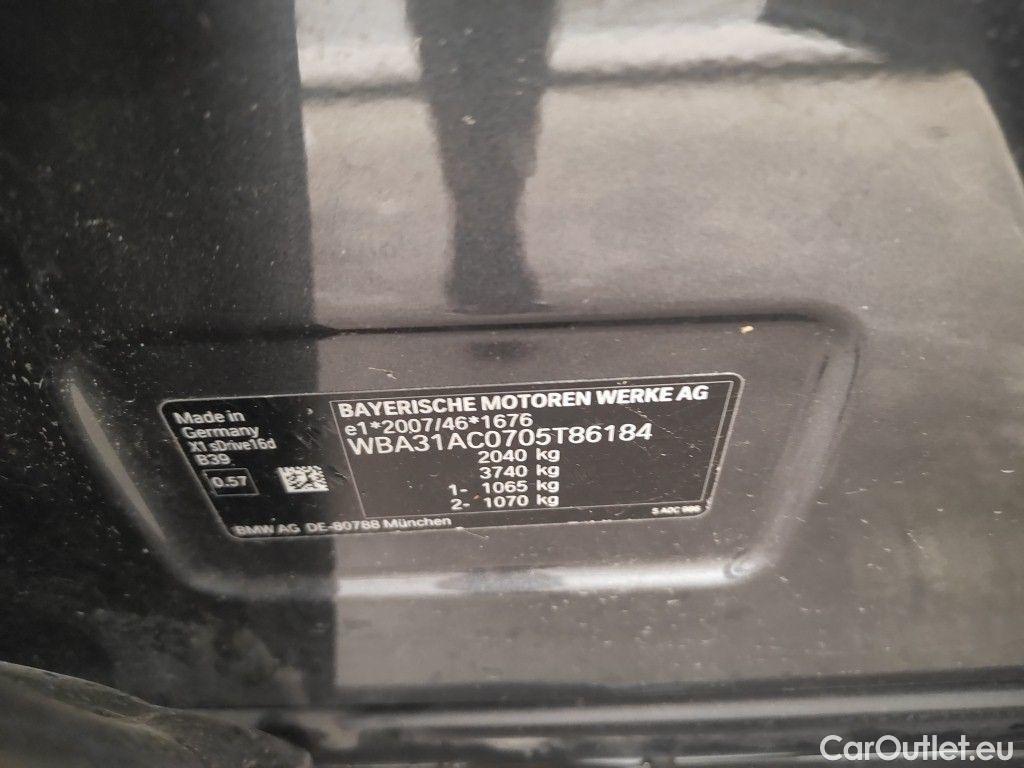 Made in
Germany
X1 sDrive16d
B39
0.57
BAYERISCHE MOTOREN WERKE AG
e1*2007/46*1676
WBA31AC0705T86184
2040 kg
3740 kg
1- 1065 kg
2- 1070 kg
BMW AG DE-80788 München
CarOutlet.eu